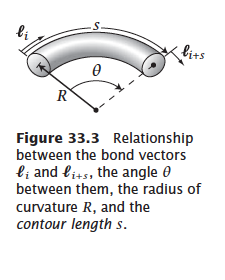 ℓi
s
ℓi+s
θ
R
Figure 33.3 Relationship
between the bond vectors
ℓi and ℓi+s, the angle θ
between them, the radius of
curvature R, and the
contour length s.